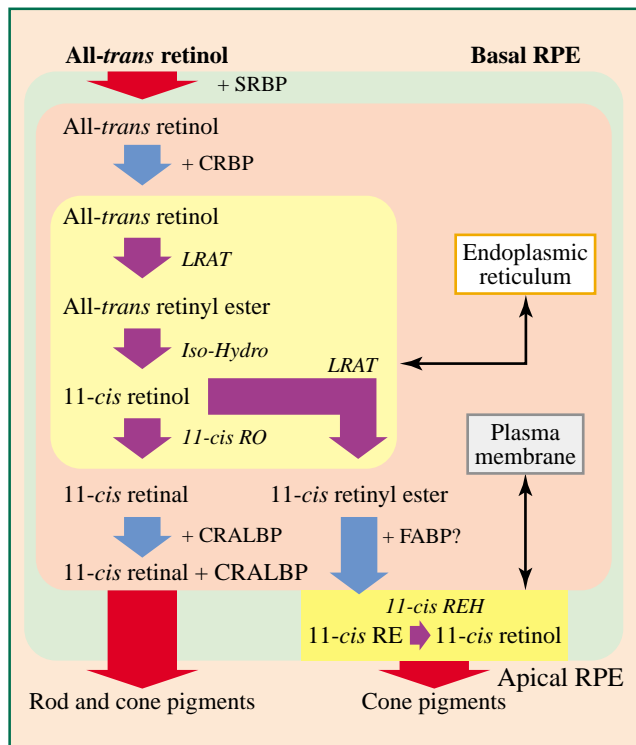 All-trans retinol
Basal RPE
+ SRBP
All-trans retinol
+ CRBP
All-trans retinol
LRAT
All-trans retinyl ester
Iso-Hydro
LRAT
11-cis retinol
11-cis RO
Endoplasmic
reticulum
Plasma
membrane
11-cis retinal
11-cis retinyl ester
+ CRALBP
+ FABP?
11-cis retinal + CRALBP
11-cis REH
11-cis RE
11-cis retinol
Apical RPE
Rod and cone pigments
Cone pigments